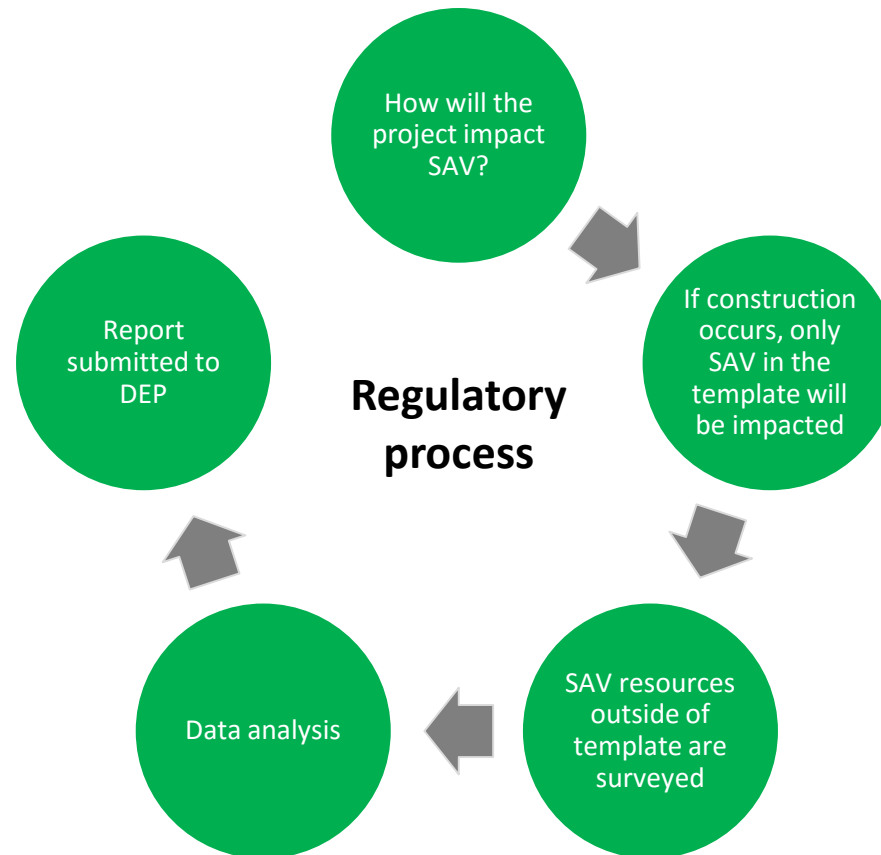 How will the
project impact
SAV?
If construction
occurs, only
SAV in the
template will
be impacted
Report
submitted to
DEP
Regulatory
process
SAV resources
outside of
template are
surveyed
Data analysis